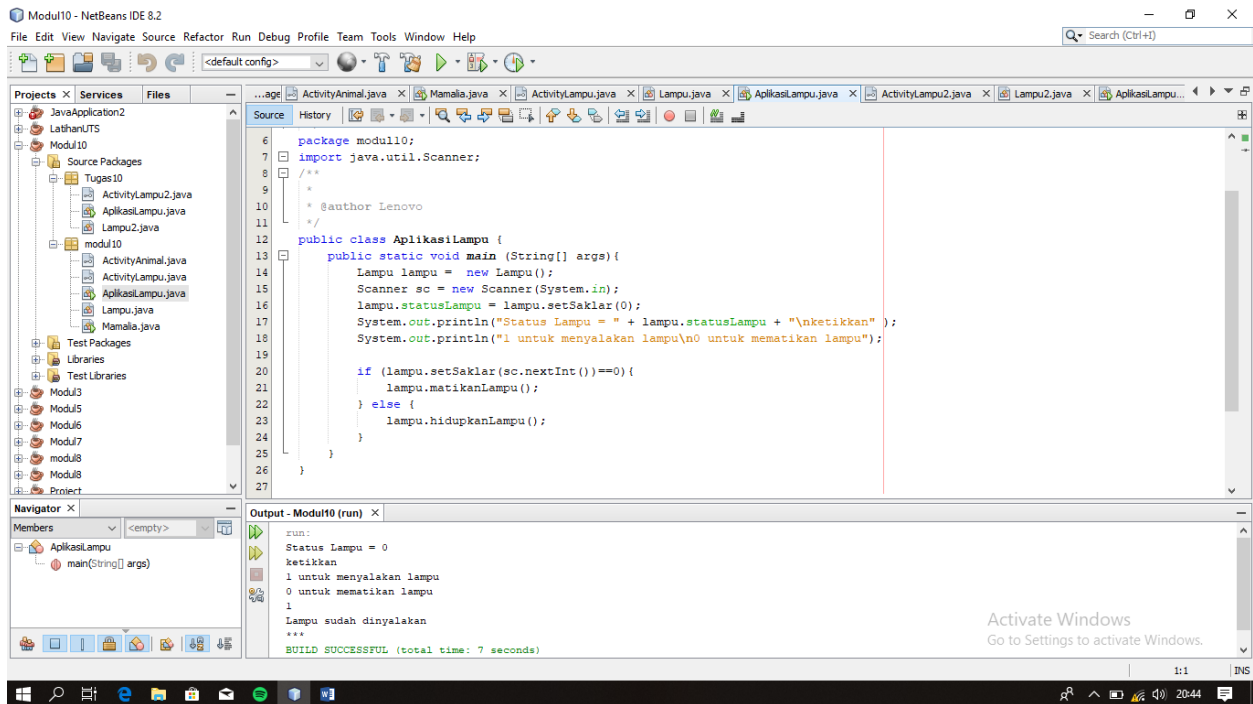 Modul10 - NetBeans IDE 8.2
File Edit View Navigate Source Refactor Run Debug Profile Team Tools Window Help
Search (Ctrl+I)
<default config>
Projects Services Files
...age ActivityAnimal.java Mamalia.java ActivityLampu.java Lampu.java AplikasiLampu.java ActivityLampu2.java Lampu2.java AplikasiLampu...
Source History
JavaApplication2
LatihanUTS
Modul10
Source Packages
Tugas10
ActivityLampu2.java
AplikasiLampu.java
Lampu2.java
modul10
ActivityAnimal.java
ActivityLampu.java
AplikasiLampu.java
Lampu.java
Mamalia.java
Test Packages
Libraries
Test Libraries
Modul3
Modul5
Modul6
Modul7
modul8
Modul8
Project
6 package modul10;
7 import java.util.Scanner;
8 /**
9 *
10 * @author Lenovo
11 */
12 public class AplikasiLampu {
13 public static void main (String[] args){
14 Lampu lampu =  new Lampu();
15 Scanner sc = new Scanner(System.in);
16 lampu.statusLampu = lampu.setSaklar(0);
17 System.out.println("Status Lampu = " + lampu.statusLampu + "\nketikkan" );
18 System.out.println("1 untuk menyalakan lampu\n0 untuk mematikan lampu");
19
20 if (lampu.setSaklar(sc.nextInt())==0){
21 lampu.matikanLampu();
22 } else {
23 lampu.hidupkanLampu();
24 }
25 }
26 }
27
Navigator
Members <empty>
AplikasiLampu
main(String[] args)
Output - Modul10 (run)
run:
Status Lampu = 0
ketikkan
1 untuk menyalakan lampu
0 untuk mematikan lampu
1
Lampu sudah dinyalakan
***
BUILD SUCCESSFUL (total time: 7 seconds)
Activate Windows
Go to Settings to activate Windows.
1:1 INS
20:44